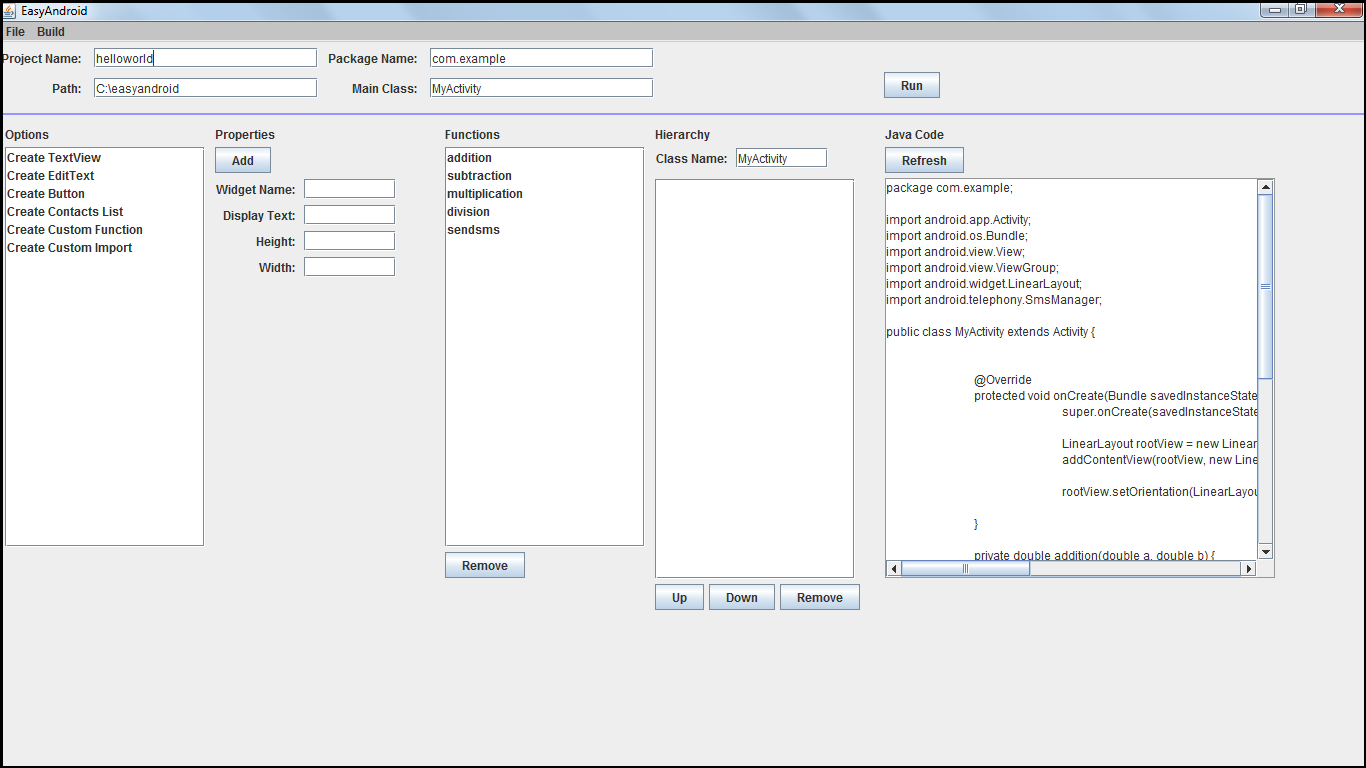 EasyAndroid
File Build
Project Name: helloworld Package Name: com.example
Path: C:\easyandroid Main Class: MyActivity
Run
Options
Create TextView
Create EditText
Create Button
Create Contacts List
Create Custom Function
Create Custom Import
Properties
Add
Widget Name:
Display Text:
Height:
Width:
Functions
addition
subtraction
multiplication
division
sendsms
Remove
Hierarchy
Class Name: MyActivity
Up Down Remove
Java Code
Refresh
package com.example;
import android.app.Activity;
import android.os.Bundle;
import android.view.View;
import android.view.ViewGroup;
import android.widget.LinearLayout;
import android.telephony.SmsManager;
public class MyActivity extends Activity {
@Override
protected void onCreate(Bundle savedInstanceState
super.onCreate(savedInstanceState
LinearLayout rootView = new Linear
addContentView(rootView, new Line
rootView.setOrientation(LinearLayou
}
private double addition(double a, double b) {